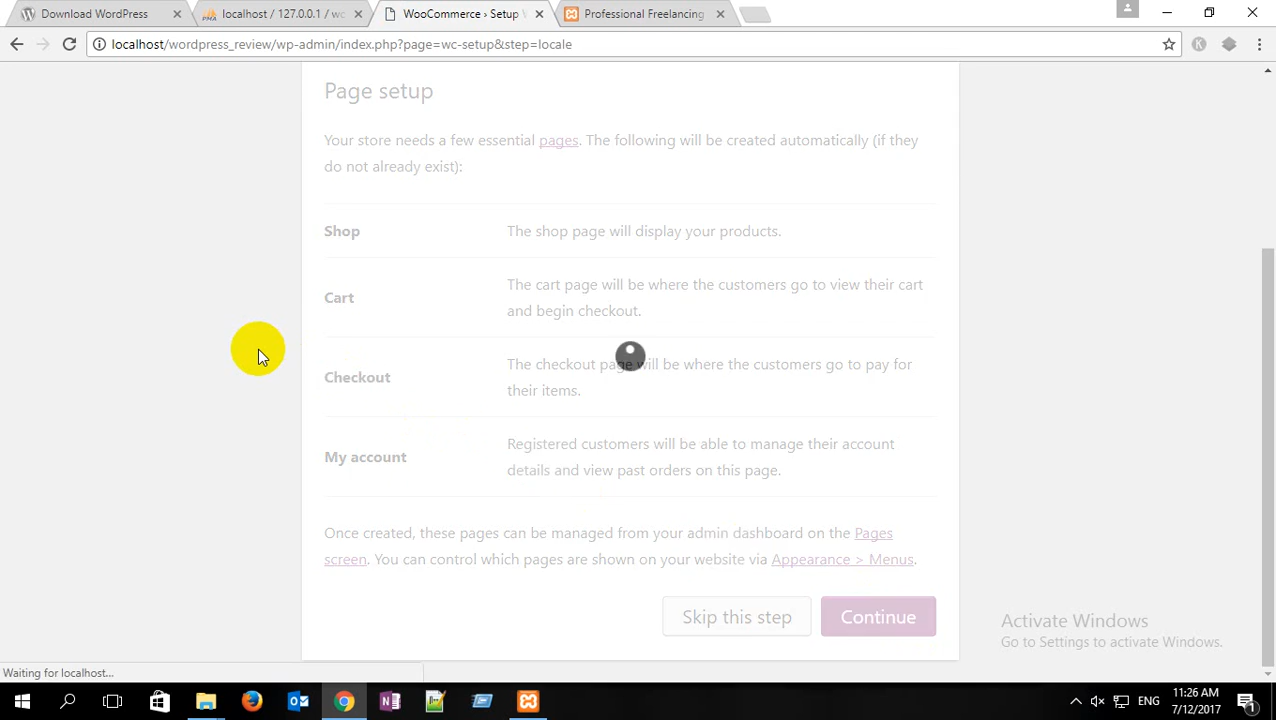 Download WordPress
localhost / 127.0.0.1 / wc
WooCommerce › Setup W
Professional Freelancing
localhost/wordpress_review/wp-admin/index.php?page=wc-setup&step=locale
Page setup
Your store needs a few essential pages. The following will be created automatically (if they
do not already exist):
Shop
The shop page will display your products.
Cart
The cart page will be where the customers go to view their cart
and begin checkout.
Checkout
The checkout page will be where the customers go to pay for
their items.
My account
Registered customers will be able to manage their account
details and view past orders on this page.
Once created, these pages can be managed from your admin dashboard on the Pages
screen. You can control which pages are shown on your website via Appearance > Menus.
Skip this step
Continue
Activate Windows
Go to Settings to activate Windows.
Waiting for localhost...
ENG
11:26 AM
7/12/2017